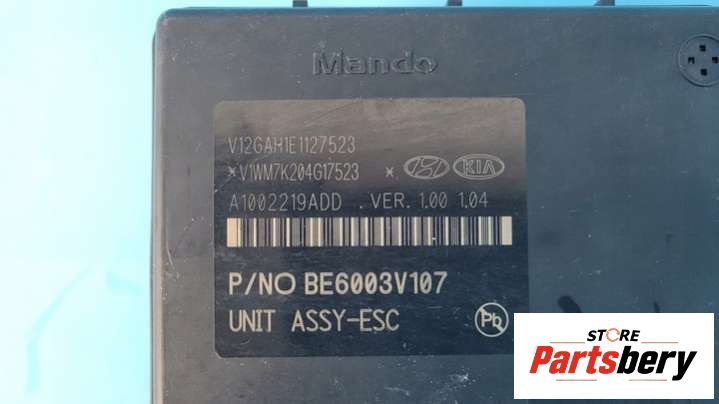 Mando
V12GAH1E1127523
*V1WM7K204G17523 *
KIA
A1002219ADD . VER. 1.00 1.04
P/NO BE6003V107
UNIT ASSY-ESC
Pb
STORE
Partsbery